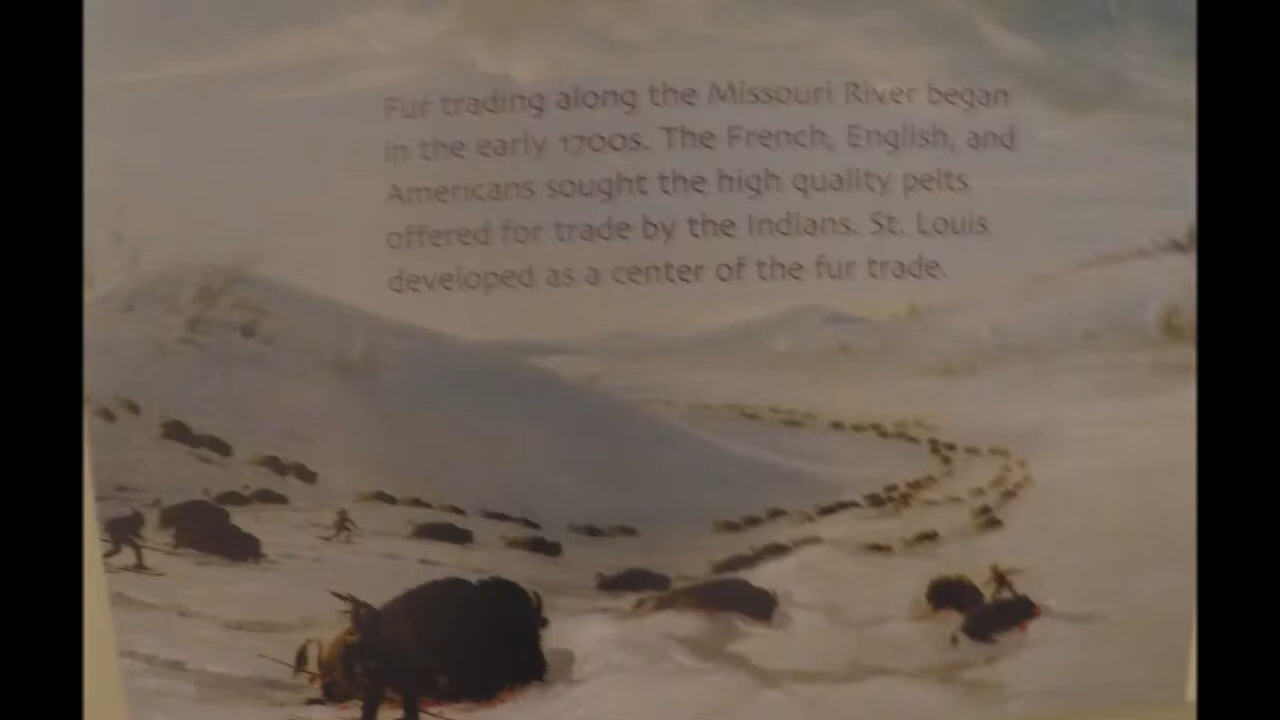 Fur trading along the Missouri River began
in the early 1700s. The French, English, and
Americans sought the high quality pelts
offered for trade by the Indians. St. Louis
developed as a center of the fur trade.